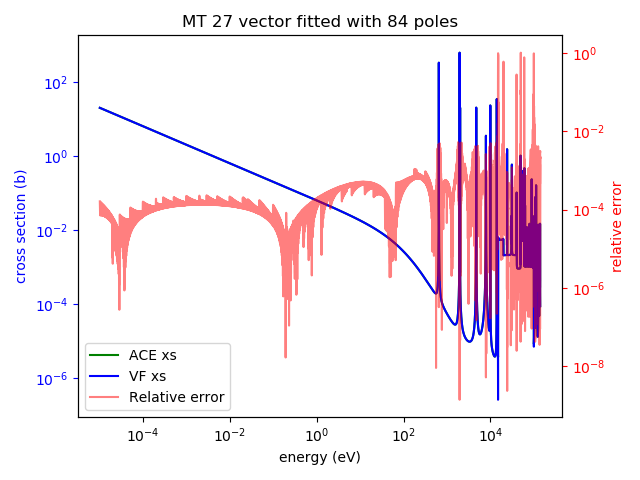 MT 27 vector fitted with 84 poles
cross section (b)
10^2
10^0
10^-2
10^-4
10^-6
10^0
10^-2
10^-4
10^-6
10^-8
relative error
ACE xs
VF xs
Relative error
10^-4
10^-2
10^0
10^2
10^4
energy (eV)